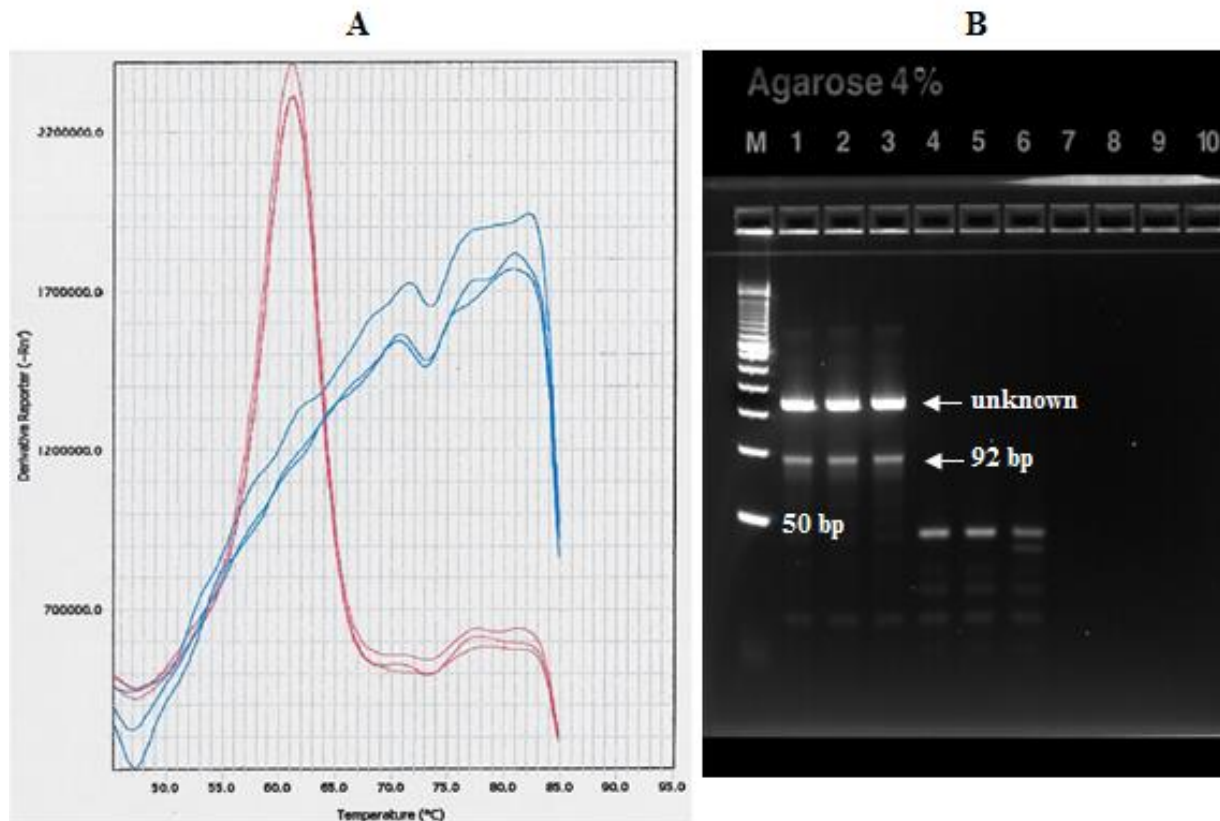 A
B
2200000.0
1700000.0
1200000.0
700000.0
Derivative Reporter (-Rn')
50.0 55.0 60.0 65.0 70.0 75.0 80.0 85.0 90.0 95.0
Temperature (°C)
Agarose 4%
M 1 2 3 4 5 6 7 8 9 10
unknown
92 bp
50 bp